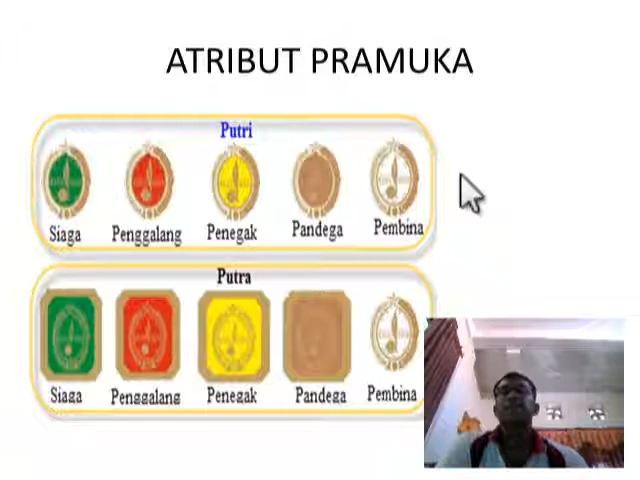 ATRIBUT PRAMUKA
Putri
Siaga Penggalang Penegak Pandega Pembina
Putra
Siaga Penggalang Penegak Pandega Pembina